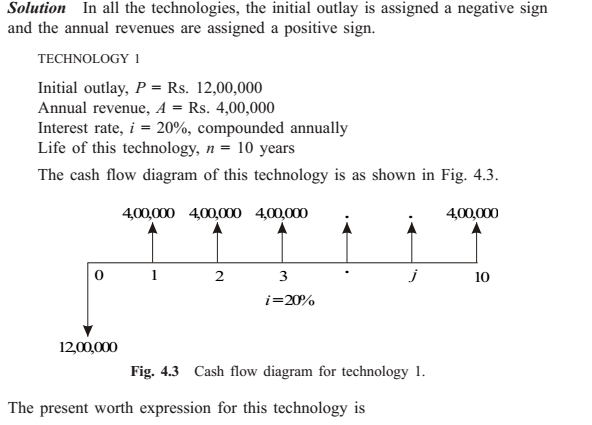 Solution In all the technologies, the initial outlay is assigned a negative sign
and the annual revenues are assigned a positive sign.
TECHNOLOGY 1
Initial outlay, P = Rs. 12,00,000
Annual revenue, A = Rs. 4,00,000
Interest rate, i = 20%, compounded annually
Life of this technology, n = 10 years
The cash flow diagram of this technology is as shown in Fig. 4.3.
4,00,000 4,00,000 4,00,000 . . 4,00,000
0 1 2 3 . j 10
i=20%
12,00,000
Fig. 4.3 Cash flow diagram for technology 1.
The present worth expression for this technology is